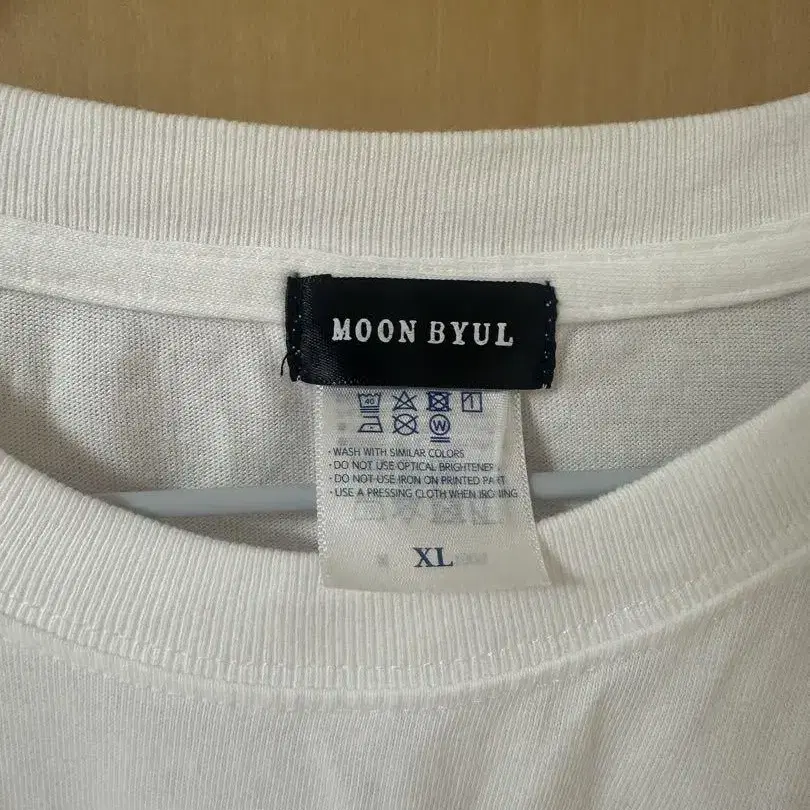 MOON BYUL
40
W
· WASH WITH SIMILAR COLORS
· DO NOT USE OPTICAL BRIGHTENER
· DO NOT USE IRON ON PRINTED PART
· USE A PRESSING CLOTH WHEN IRONING
XL